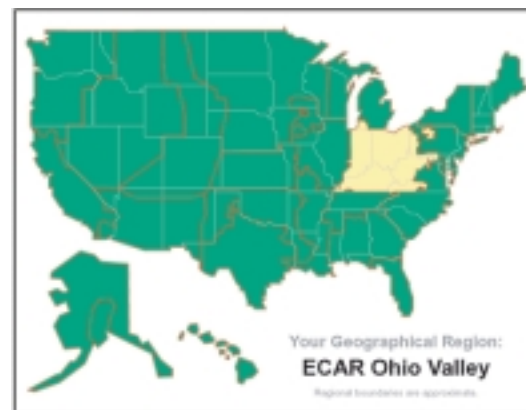 Your Geographical Region:
ECAR Ohio Valley
Regional boundaries are approximate.